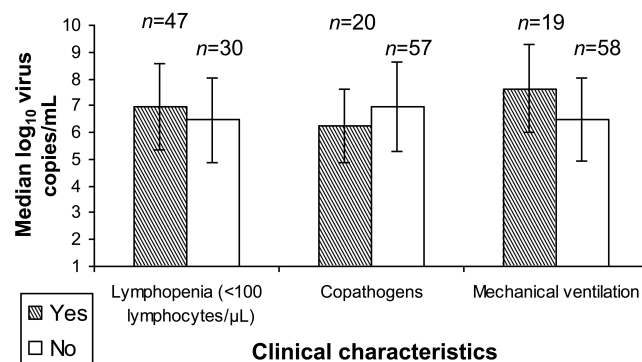 n=47 n=20 n=19
n=30 n=57 n=58
Median log10 virus
copies/mL
10
9
8
7
6
5
4
3
2
1
Lymphopenia (<100
lymphocytes/μL)
Copathogens
Mechanical ventilation
Yes
No
Clinical characteristics